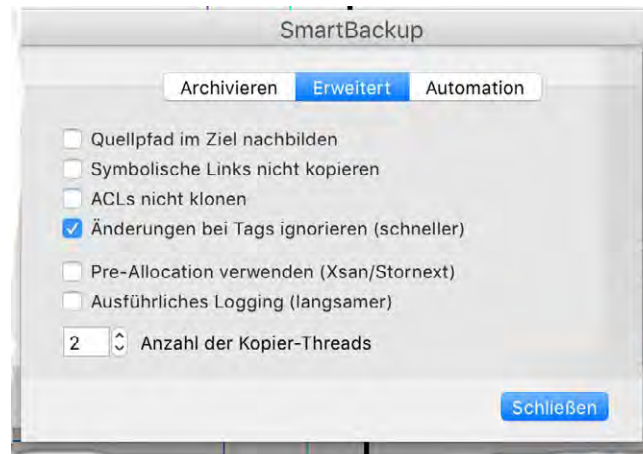 SmartBackup
Archivieren Erweitert Automation
Quellpfad im Ziel nachbilden
Symbolische Links nicht kopieren
ACLs nicht klonen
Änderungen bei Tags ignorieren (schneller)
Pre-Allocation verwenden (Xsan/Stornext)
Ausführliches Logging (langsamer)
2 Anzahl der Kopier-Threads
Schließen